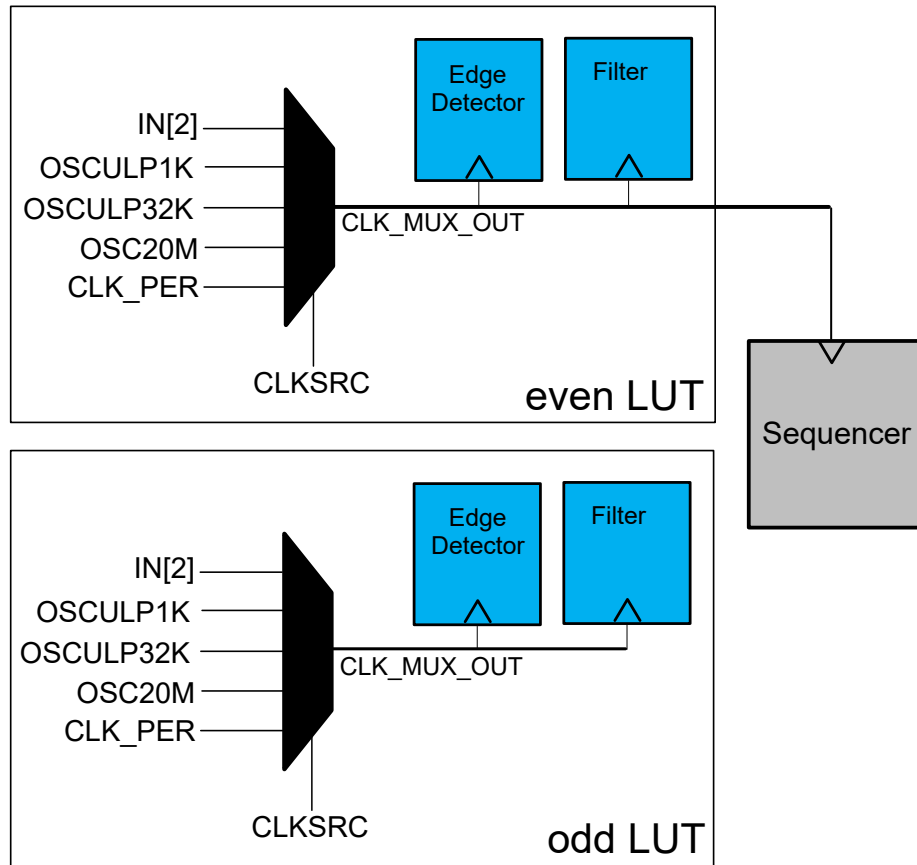 Edge
Detector
Filter
IN[2]
OSCULP1K
OSCULP32K
OSC20M
CLK_PER
CLK_MUX_OUT
CLKSRC
even LUT
Sequencer
Edge
Detector
Filter
IN[2]
OSCULP1K
OSCULP32K
OSC20M
CLK_PER
CLK_MUX_OUT
CLKSRC
odd LUT